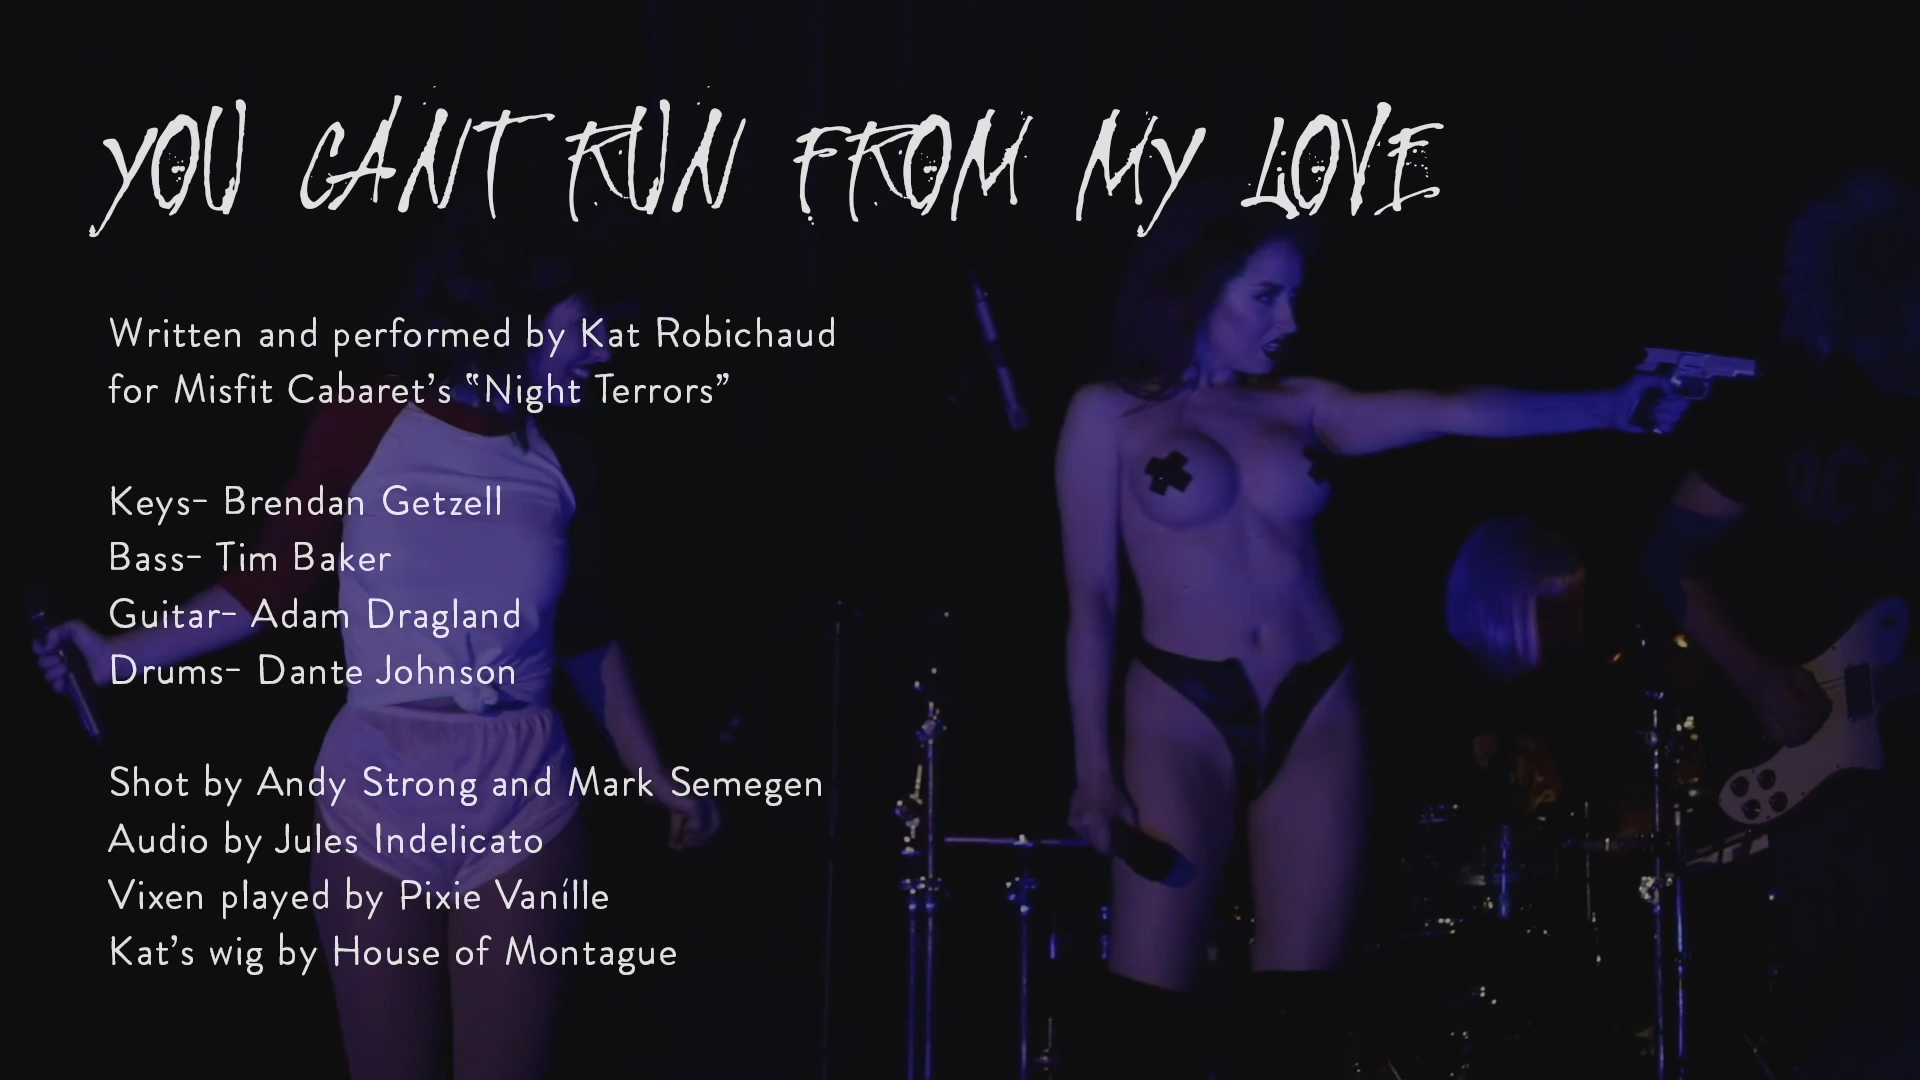 YOU CANT RUN FROM MY LOVE
Written and performed by Kat Robichaud
for Misfit Cabaret's “Night Terrors”
Keys- Brendan Getzell
Bass- Tim Baker
Guitar- Adam Dragland
Drums- Dante Johnson
Shot by Andy Strong and Mark Semegen
Audio by Jules Indelicato
Vixen played by Pixie Vanílle
Kat's wig by House of Montague